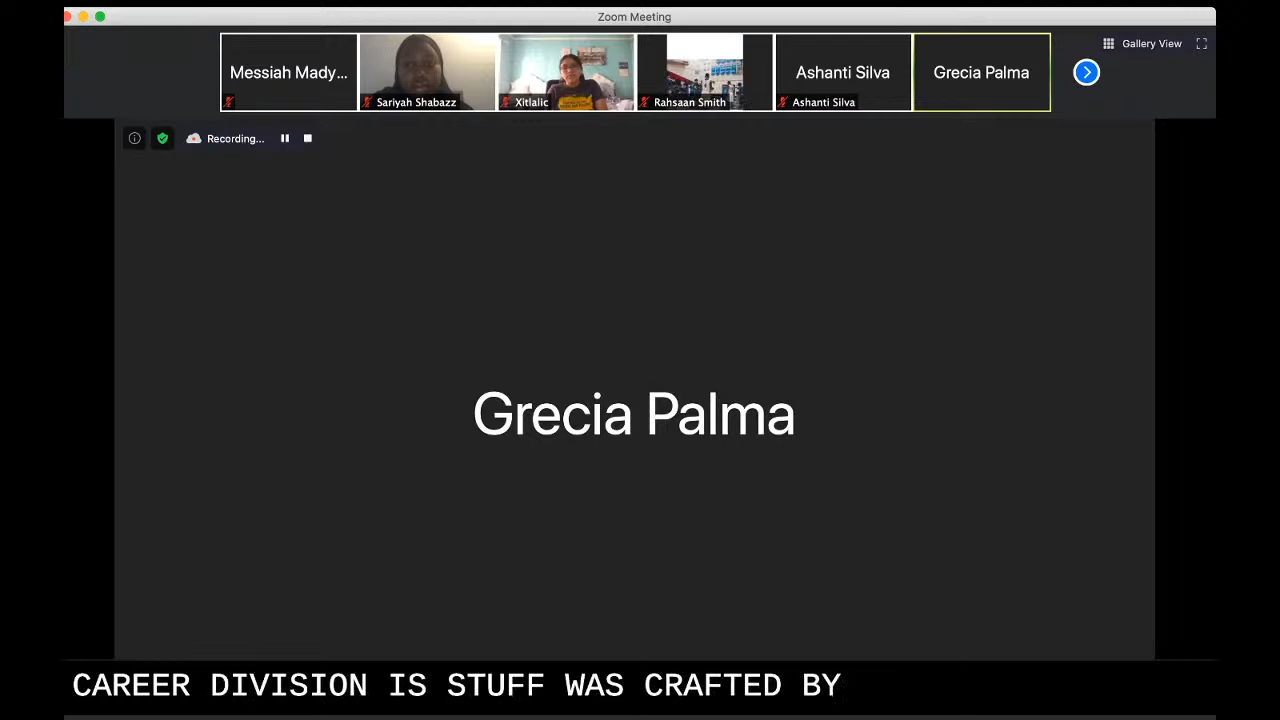 Zoom Meeting
Messiah Mady...
Sariyah Shabazz
Xitlalic
Rahsaan Smith
Ashanti Silva
Ashanti Silva
Grecia Palma
Gallery View
Recording...
Grecia Palma
CAREER DIVISION IS STUFF WAS CRAFTED BY